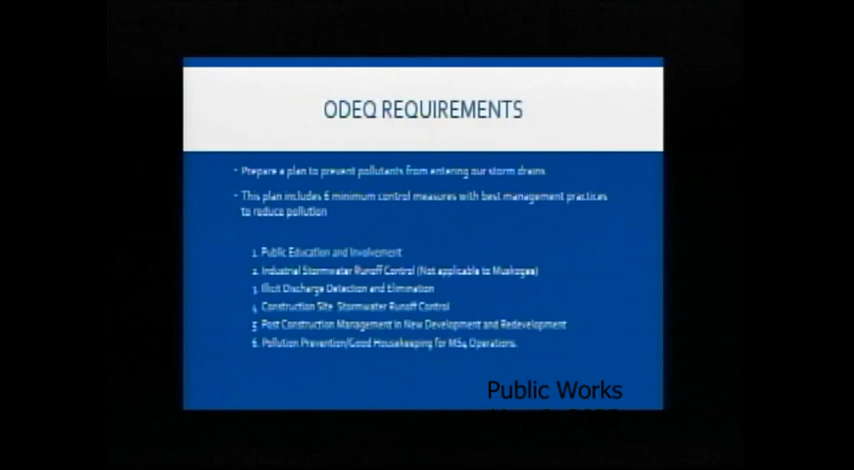 ODEQ REQUIREMENTS
- Prepare a plan to prevent pollutants from entering our storm drains
- This plan includes 6 minimum control measures with best management practices
to reduce pollution
1. Public Education and Involvement
2. Industrial Stormwater Runoff Control (Not applicable to Muskogee)
3. Illicit Discharge Detection and Elimination
4. Construction Site Stormwater Runoff Control
5. Post Construction Management in New Development and Redevelopment
6. Pollution Prevention/Good Housekeeping for MS4 Operations.
Public Works